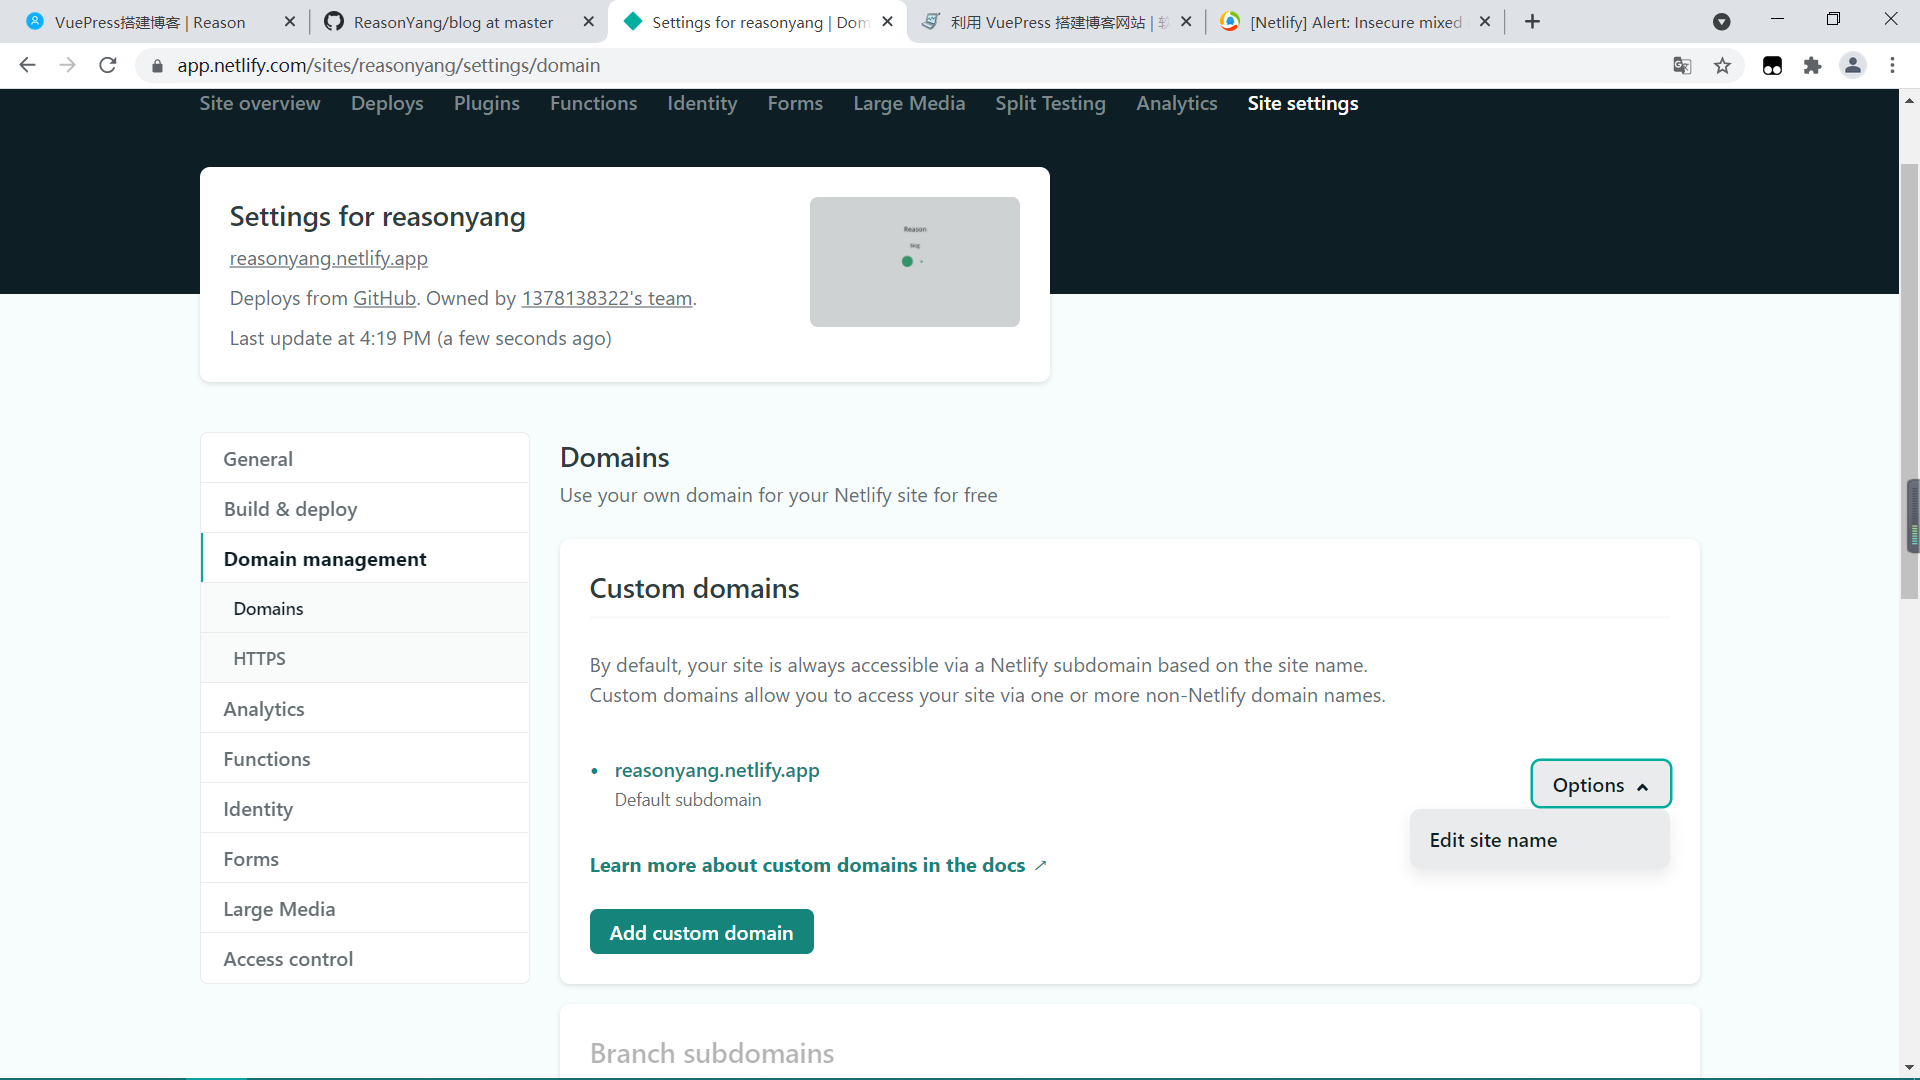 VuePress搭建博客 | Reason
ReasonYang/blog at master
Settings for reasonyang | Dom
利用 VuePress 搭建博客网站 |
[Netlify] Alert: Insecure mixed
app.netlify.com/sites/reasonyang/settings/domain
Site overview
Deploys
Plugins
Functions
Identity
Forms
Large Media
Split Testing
Analytics
Site settings
Settings for reasonyang
reasonyang.netlify.app
Deploys from GitHub. Owned by 1378138322's team.
Last update at 4:19 PM (a few seconds ago)
Reason
blog
General
Build & deploy
Domain management
Domains
HTTPS
Analytics
Functions
Identity
Forms
Large Media
Access control
Domains
Use your own domain for your Netlify site for free
Custom domains
By default, your site is always accessible via a Netlify subdomain based on the site name.
Custom domains allow you to access your site via one or more non-Netlify domain names.
• reasonyang.netlify.app
Default subdomain
Options
Edit site name
Learn more about custom domains in the docs ↗
Add custom domain
Branch subdomains